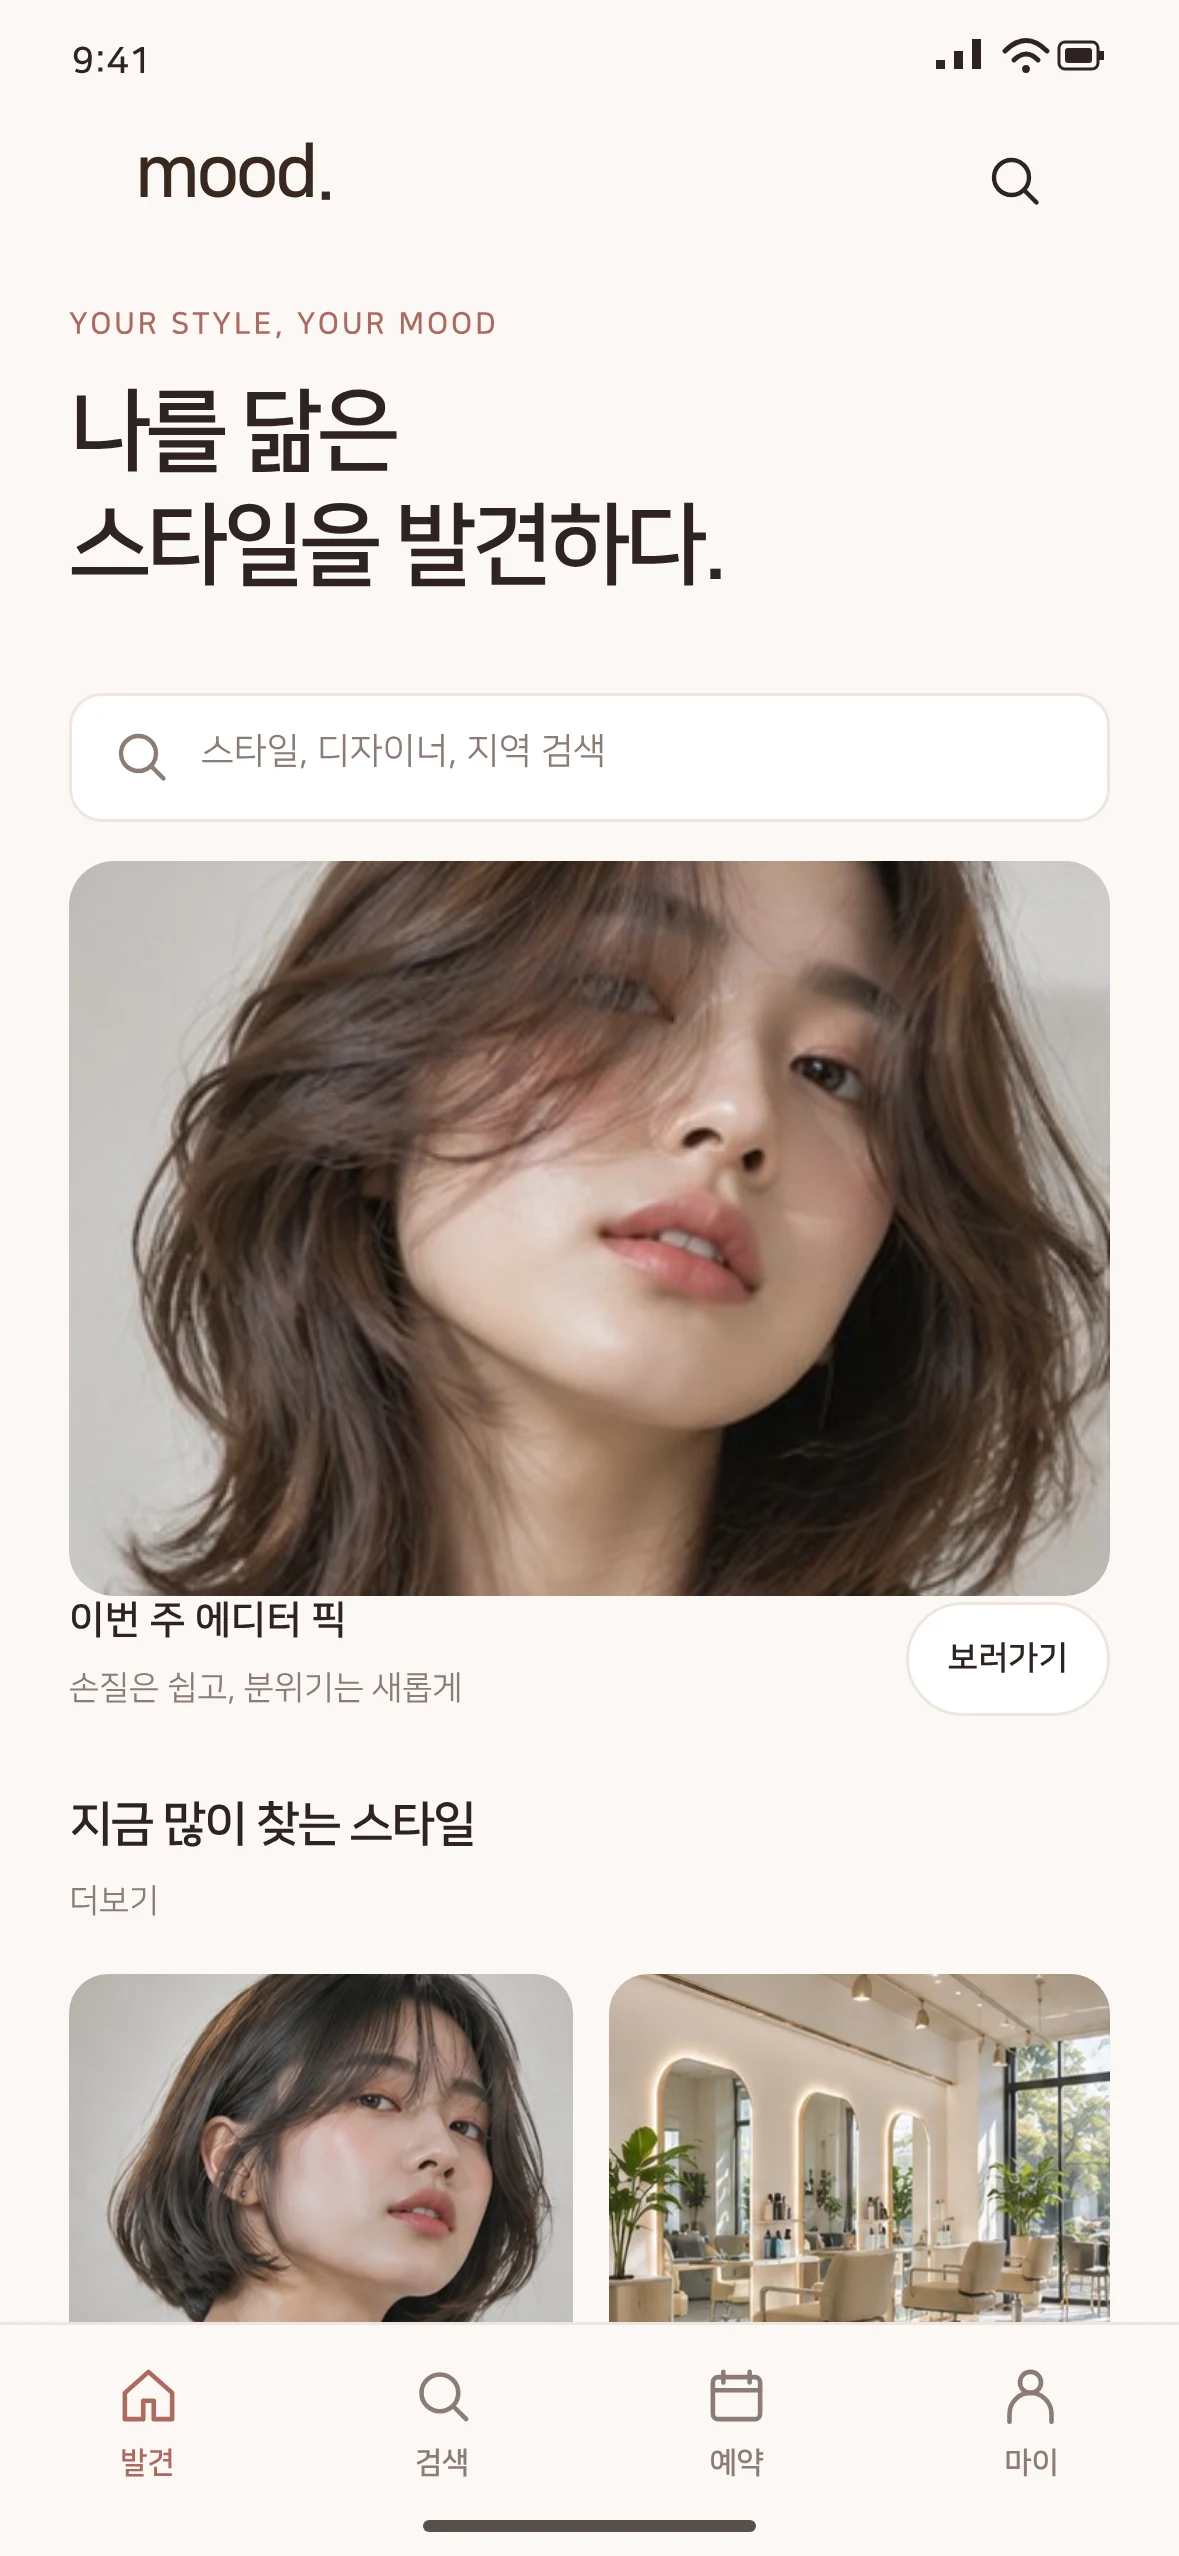 9:41
mood.
YOUR STYLE, YOUR MOOD
나를 닮은
스타일을 발견하다.
스타일, 디자이너, 지역 검색
이번 주 에디터 픽
손질은 쉽고, 분위기는 새롭게
보러가기
지금 많이 찾는 스타일
더보기
발견
검색
예약
마이